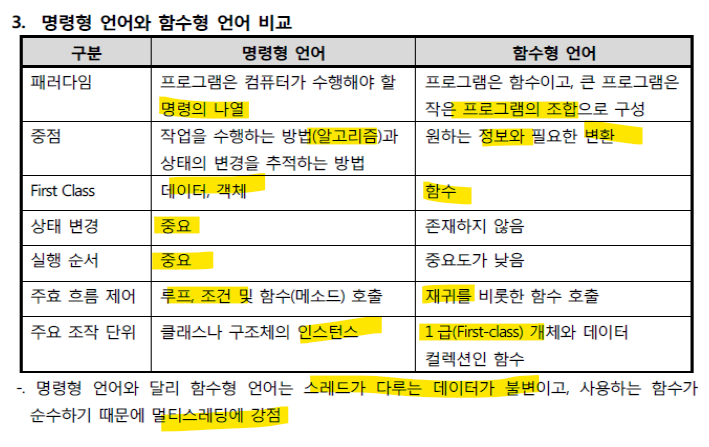 3. 명령형 언어와 함수형 언어 비교
구분 명령형 언어 함수형 언어
패러다임 프로그램은 컴퓨터가 수행해야 할 프로그램은 함수이고, 큰 프로그램은
명령의 나열 작은 프로그램의 조합으로 구성
중점 작업을 수행하는 방법(알고리즘)과 원하는 정보와 필요한 변환
상태의 변경을 추적하는 방법
First Class 데이터, 객체 함수
상태 변경 중요 존재하지 않음
실행 순서 중요 중요도가 낮음
주효 흐름 제어 루프, 조건 및 함수(메소드) 호출 재귀를 비롯한 함수 호출
주요 조작 단위 클래스나 구조체의 인스턴스 1급(First-class) 개체와 데이터
컬렉션인 함수
-. 명령형 언어와 달리 함수형 언어는 스레드가 다루는 데이터가 불변이고, 사용하는 함수가
순수하기 때문에 멀티스레딩에 강점